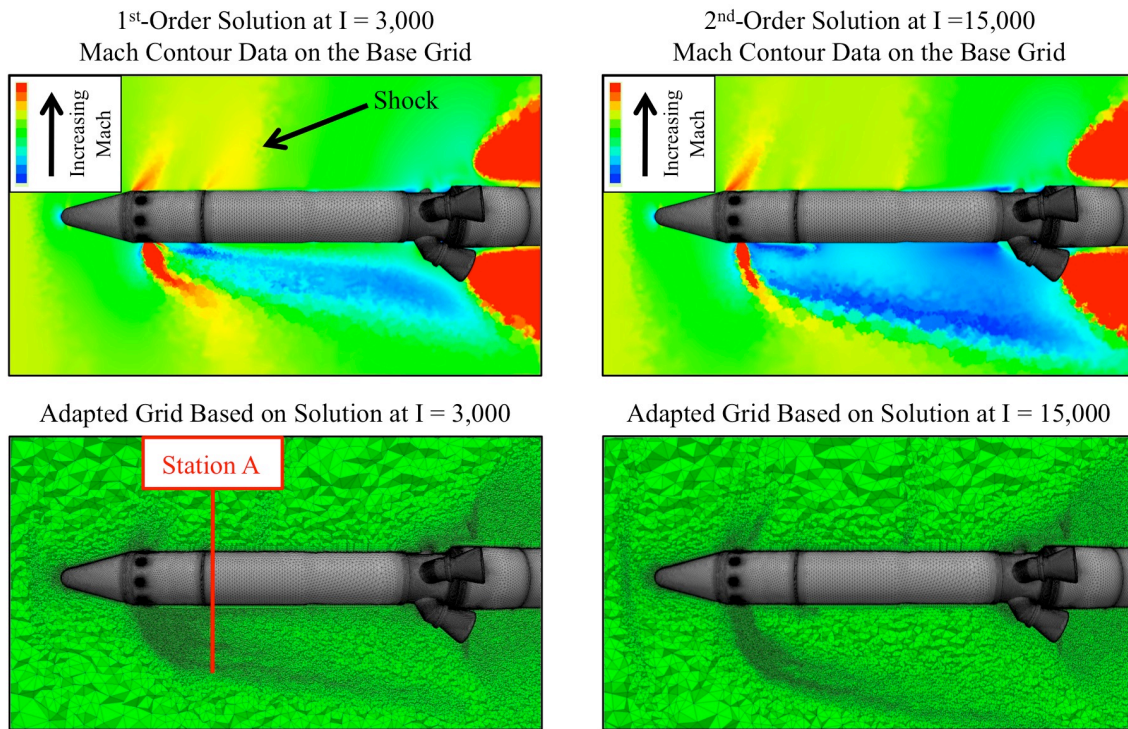 1st-Order Solution at I = 3,000
Mach Contour Data on the Base Grid
Increasing
Mach
Shock
2nd-Order Solution at I =15,000
Mach Contour Data on the Base Grid
Increasing
Mach
Adapted Grid Based on Solution at I = 3,000
Station A
Adapted Grid Based on Solution at I = 15,000